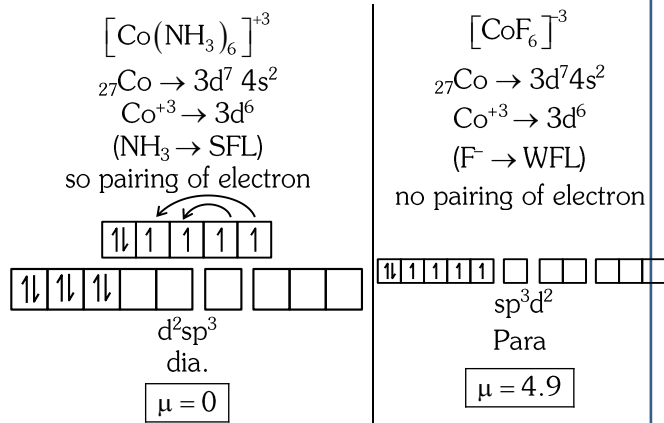 [Co(NH₃)₆]⁺³
₂₇Co → 3d⁷ 4s²
Co⁺³ → 3d⁶
(NH₃ → SFL)
so pairing of electron
⥮ ↿ ↿ ↿ ↿
⥮ ⥮ ⥮
d²sp³
dia.
μ = 0
[CoF₆]⁻³
₂₇Co → 3d⁷4s²
Co⁺³ → 3d⁶
(F⁻ → WFL)
no pairing of electron
⥮ ↿ ↿ ↿ ↿
sp³d²
Para
μ = 4.9